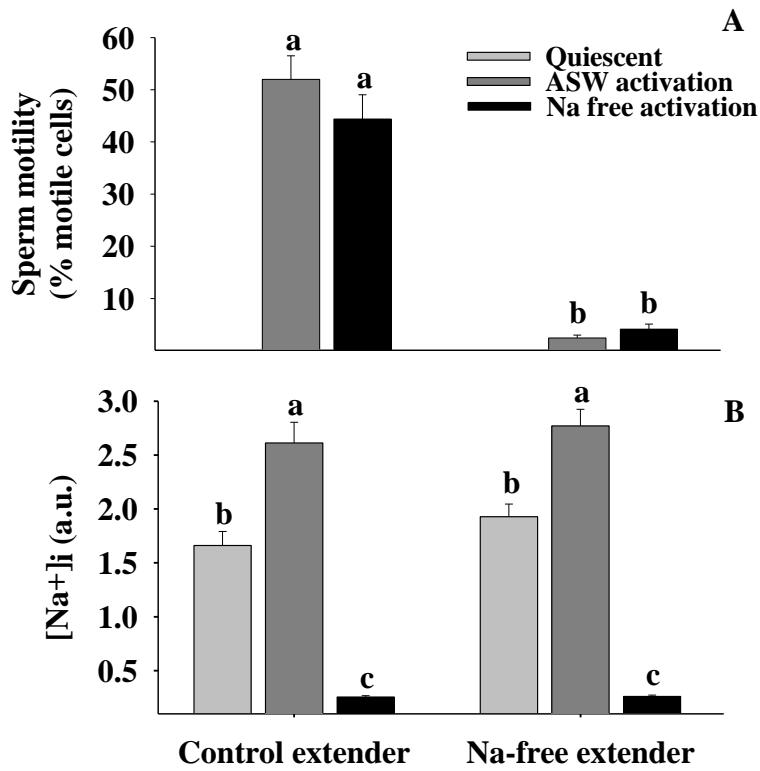 A
Quiescent
ASW activation
Na free activation
Sperm motility
(% motile cells)
60
50
40
30
20
10
a
a
b
b
B
[Na+]i (a.u.)
3.0
2.5
2.0
1.5
1.0
0.5
b
a
c
b
a
c
Control extender
Na-free extender